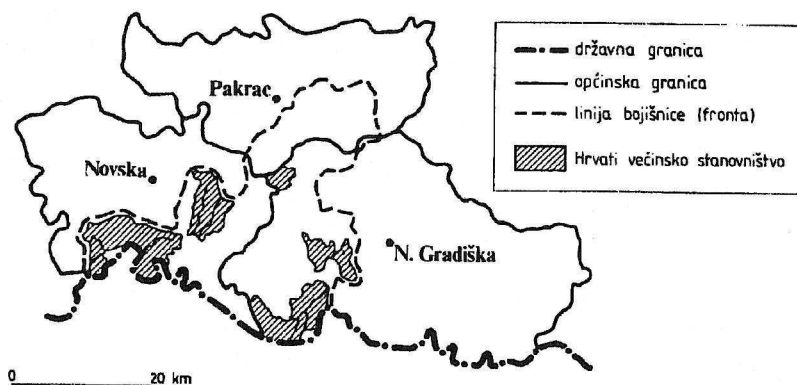 Pakrac
Novska
N. Gradiška
državna granica
općinska granica
linija bojišnice (fronta)
Hrvati većinsko stanovništvo
0 20 km